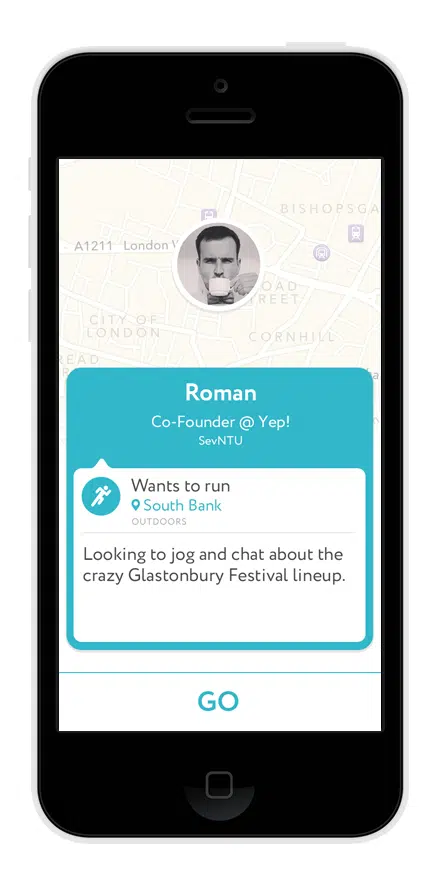 BISHOPSGA
A1211 London
OAD
STREET
CITY OF
LONDON
CORNHILL
READ
Roman
Co-Founder @ Yep!
SevNTU
Wants to run
South Bank
OUTDOORS
Looking to jog and chat about the
crazy Glastonbury Festival lineup.
GO